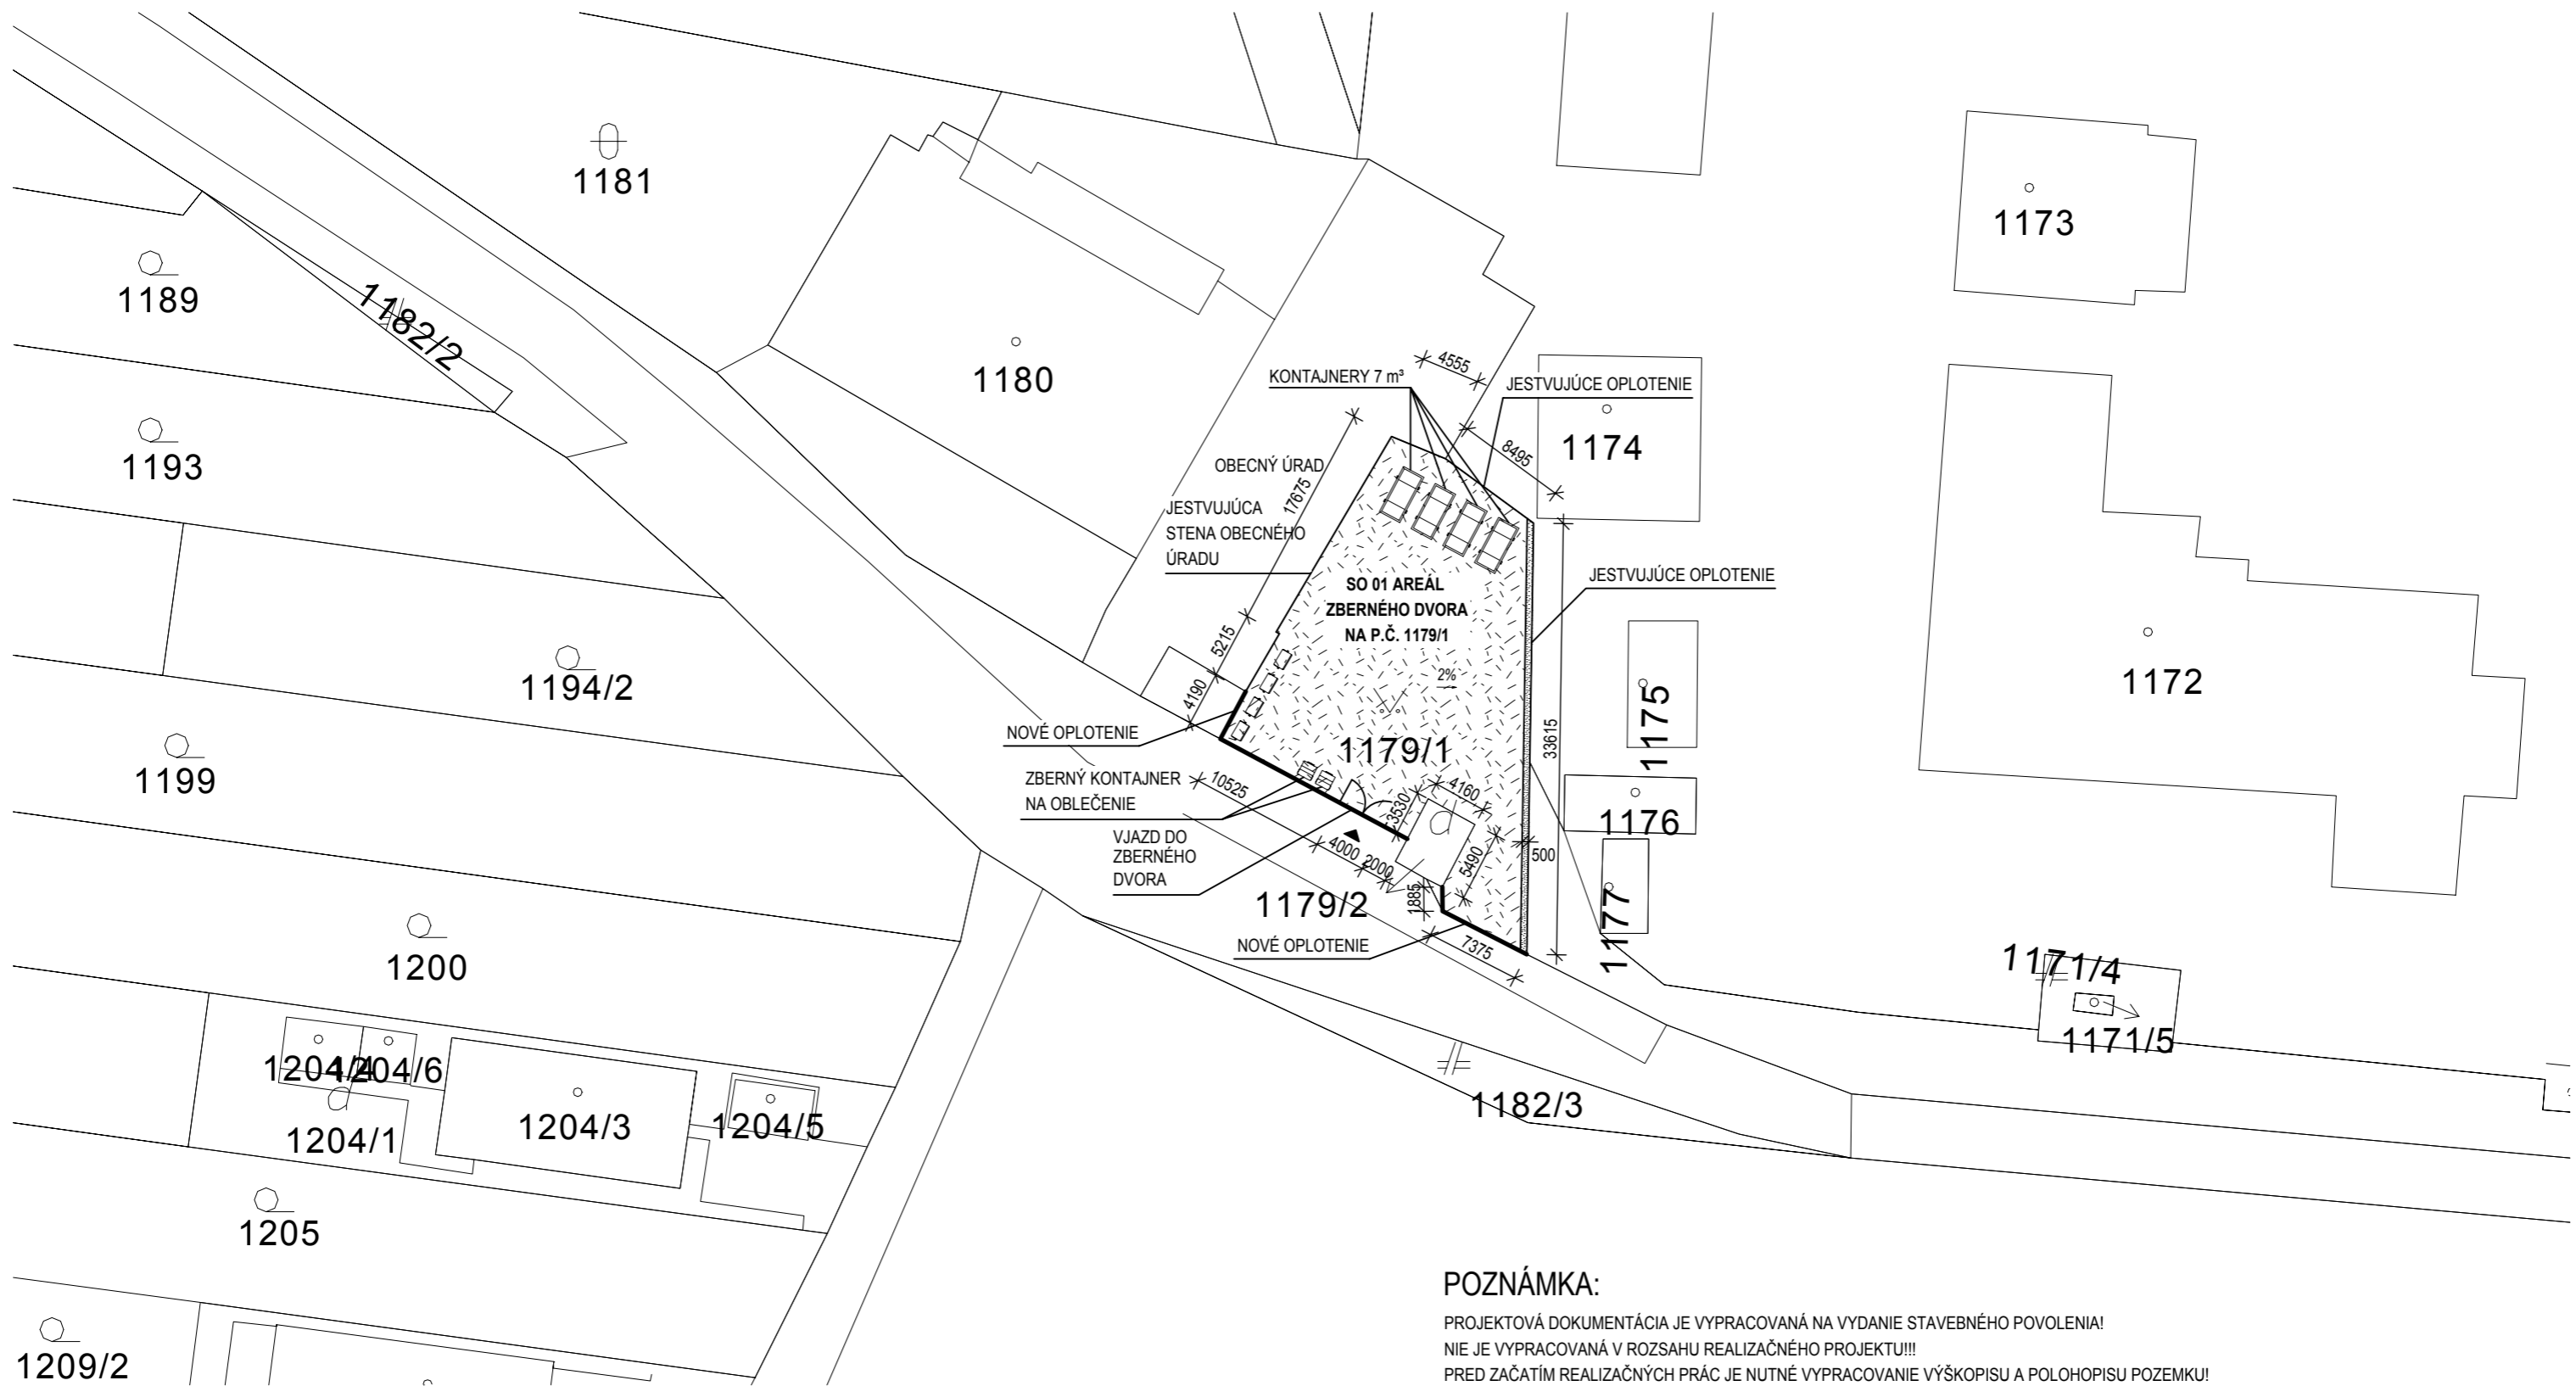 1181
1173
1189
1182/2
1180
4555
KONTAJNERY 7 m³
JESTVUJÚCE OPLOTENIE
1174
1193
8495
OBECNÝ ÚRAD
17675
JESTVUJÚCA
STENA OBECNÉHO
ÚRADU
SO 01 AREÁL
ZBERNÉHO DVORA
NA P.Č. 1179/1
JESTVUJÚCE OPLOTENIE
5215
2%
1194/2
4190
1172
1175
NOVÉ OPLOTENIE
33615
1179/1
1199
ZBERNÝ KONTAJNER
NA OBLEČENIE
10525
4160
3530
1176
VJAZD DO
ZBERNÉHO
DVORA
4000
2000
5490
500
1885
1179/2
1177
NOVÉ OPLOTENIE
7375
1200
1171/4
1171/5
1204/4
1204/6
1204/1
1204/3
1204/5
1182/3
1205
1209/2
POZNÁMKA:
PROJEKTOVÁ DOKUMENTÁCIA JE VYPRACOVANÁ NA VYDANIE STAVEBNÉHO POVOLENIA!
NIE JE VYPRACOVANÁ V ROZSAHU REALIZAČNÉHO PROJEKTU!!!
PRED ZAČATÍM REALIZAČNÝCH PRÁC JE NUTNÉ VYPRACOVANIE VÝŠKOPISU A POLOHOPISU POZEMKU!